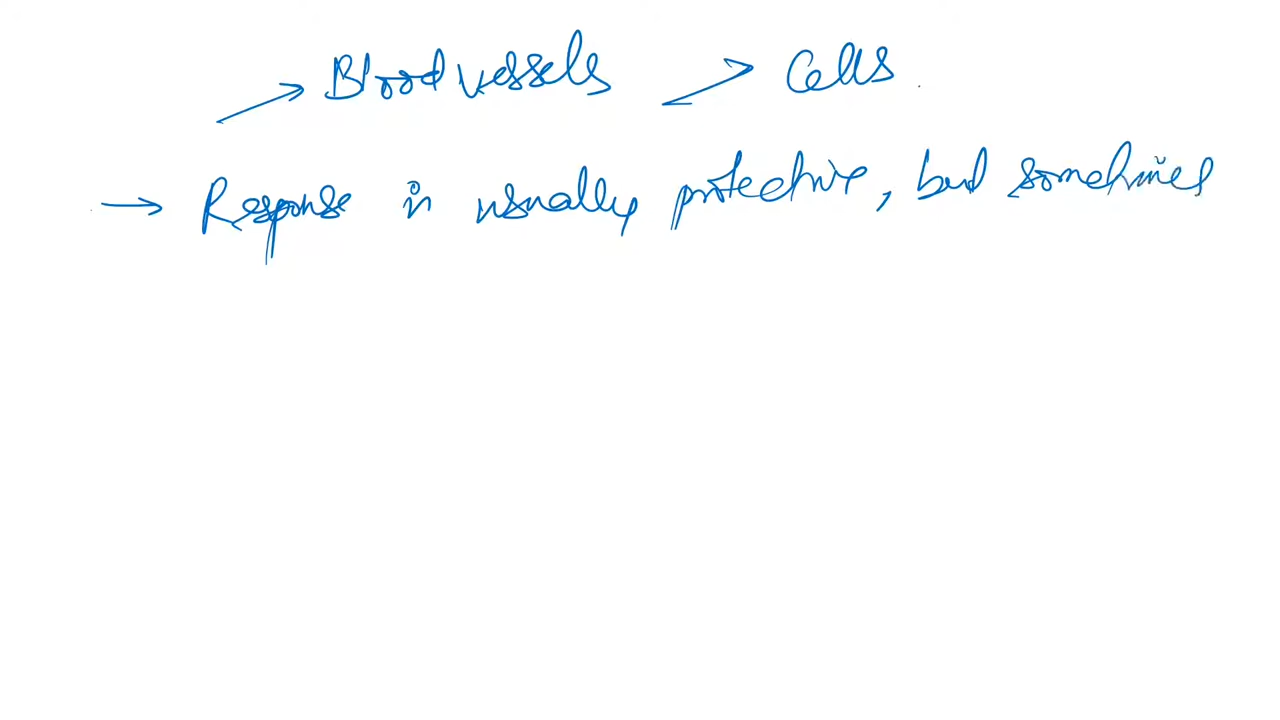 → Blood vessels → Cells
→ Response is usually protective, but sometimes